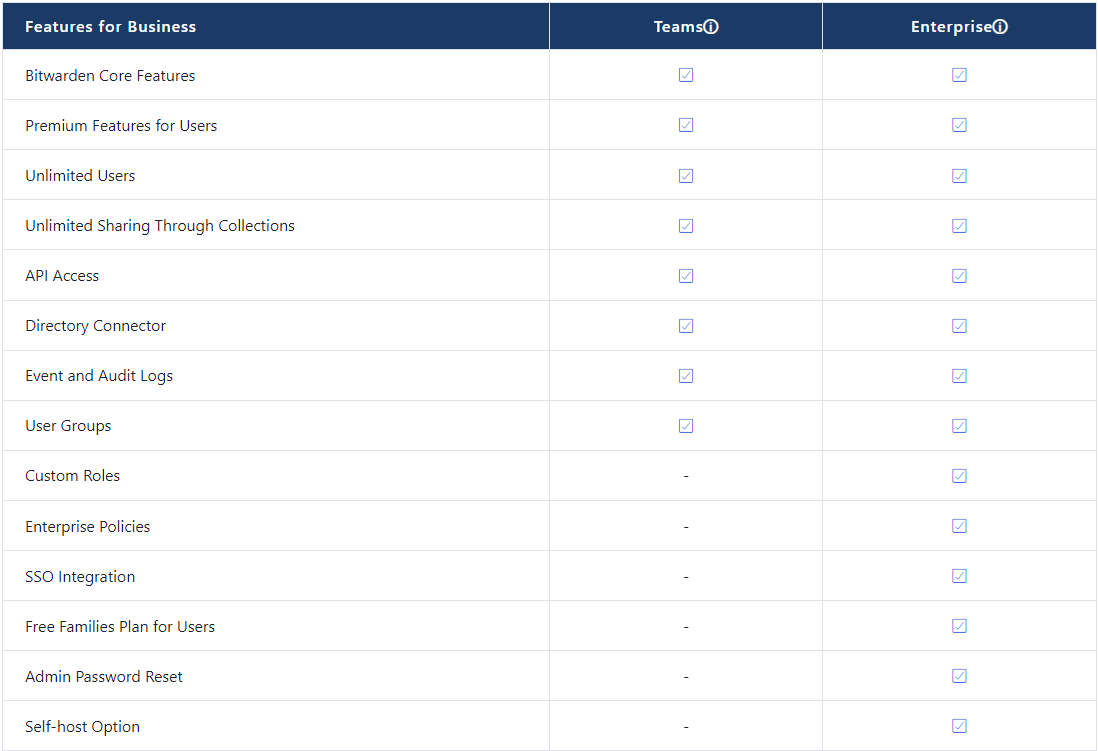 Features for Business Teams Enterprise
Bitwarden Core Features
Premium Features for Users
Unlimited Users
Unlimited Sharing Through Collections
API Access
Directory Connector
Event and Audit Logs
User Groups
Custom Roles -
Enterprise Policies -
SSO Integration -
Free Families Plan for Users -
Admin Password Reset -
Self-host Option -